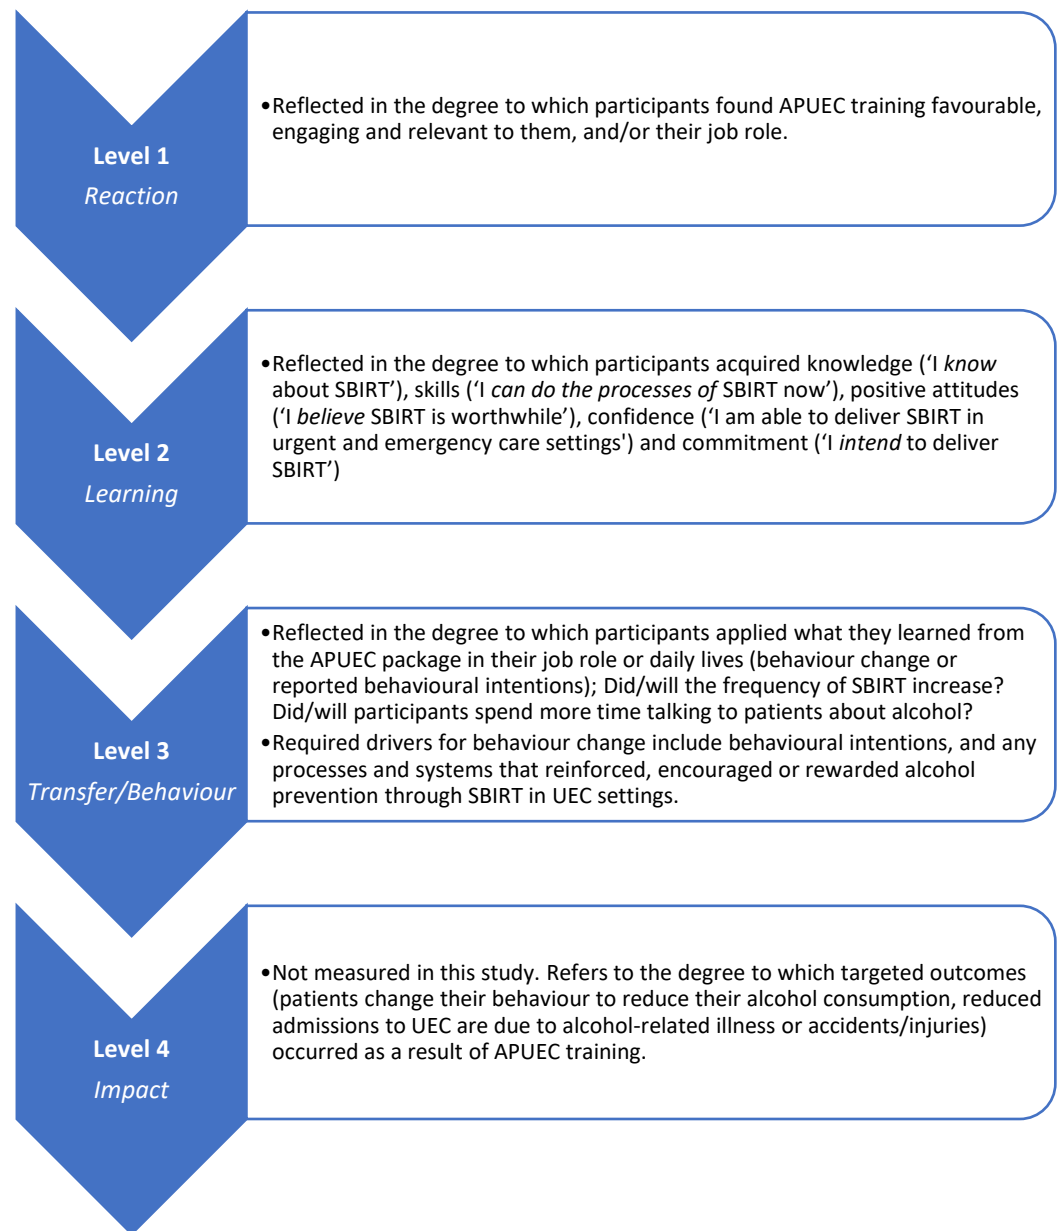 Level 1
Reaction
•Reflected in the degree to which participants found APUEC training favourable,
engaging and relevant to them, and/or their job role.
Level 2
Learning
•Reflected in the degree to which participants acquired knowledge (‘I know
about SBIRT’), skills (‘I can do the processes of SBIRT now’), positive attitudes
(‘I believe SBIRT is worthwhile’), confidence (‘I am able to deliver SBIRT in
urgent and emergency care settings') and commitment (‘I intend to deliver
SBIRT’)
Level 3
Transfer/Behaviour
•Reflected in the degree to which participants applied what they learned from
the APUEC package in their job role or daily lives (behaviour change or
reported behavioural intentions); Did/will the frequency of SBIRT increase?
Did/will participants spend more time talking to patients about alcohol?
•Required drivers for behaviour change include behavioural intentions, and any
processes and systems that reinforced, encouraged or rewarded alcohol
prevention through SBIRT in UEC settings.
Level 4
Impact
•Not measured in this study. Refers to the degree to which targeted outcomes
(patients change their behaviour to reduce their alcohol consumption, reduced
admissions to UEC are due to alcohol-related illness or accidents/injuries)
occurred as a result of APUEC training.